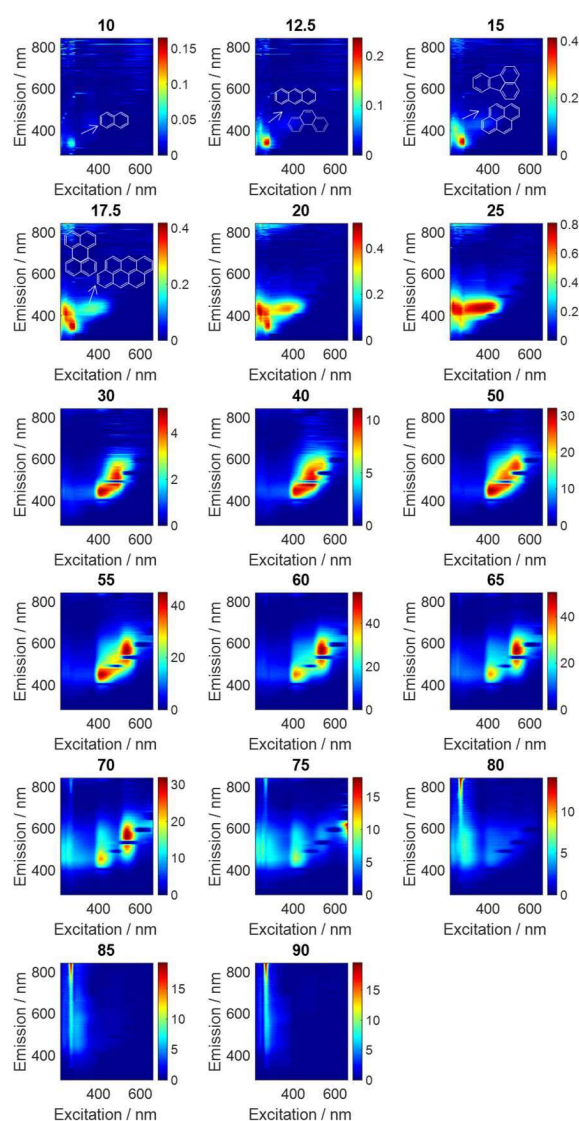 10 12.5 15
Emission / nm 800 600 400 0.15 0.1 0.05 0 Emission / nm 800 600 400 0.2 0.1 0 Emission / nm 800 600 400 0.4 0.2 0
400 600 400 600 400 600
Excitation / nm Excitation / nm Excitation / nm
17.5 20 25
Emission / nm 800 600 400 0.4 0.2 0 Emission / nm 800 600 400 0.4 0.2 0 Emission / nm 800 600 400 0.8 0.6 0.4 0.2 0
400 600 400 600 400 600
Excitation / nm Excitation / nm Excitation / nm
30 40 50
Emission / nm 800 600 400 4 2 0 Emission / nm 800 600 400 10 5 0 Emission / nm 800 600 400 30 20 10 0
400 600 400 600 400 600
Excitation / nm Excitation / nm Excitation / nm
55 60 65
Emission / nm 800 600 400 40 20 0 Emission / nm 800 600 400 40 20 0 Emission / nm 800 600 400 40 20 0
400 600 400 600 400 600
Excitation / nm Excitation / nm Excitation / nm
70 75 80
Emission / nm 800 600 400 30 20 10 0 Emission / nm 800 600 400 15 10 5 0 Emission / nm 800 600 400 10 5 0
400 600 400 600 400 600
Excitation / nm Excitation / nm Excitation / nm
85 90
Emission / nm 800 600 400 15 10 5 0 Emission / nm 800 600 400 15 10 5 0
400 600 400 600
Excitation / nm Excitation / nm